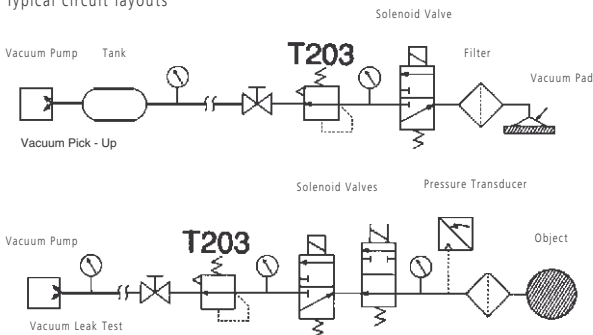 Typical circuit layouts
Solenoid Valve
Vacuum Pump
Tank
T203
Filter
Vacuum Pad
Vacuum Pick - Up
Solenoid Valves
Pressure Transducer
Vacuum Pump
T203
Object
Vacuum Leak Test